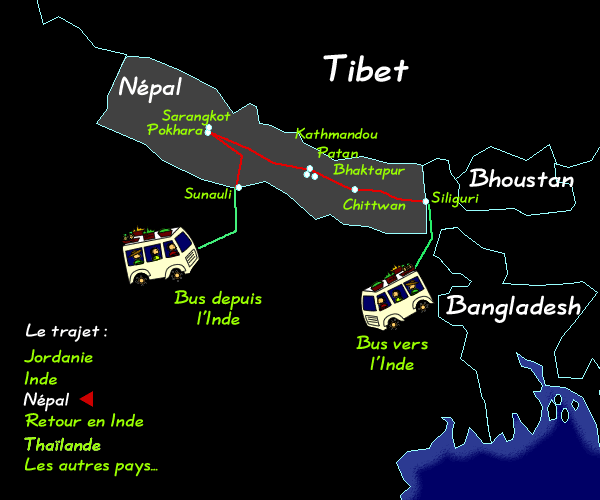 Tibet
Népal
Sarangkot
Pokhara
Kathmandou
Patan
Bhaktapur
Bhoustan
Sunauli
Chittwan
Siliguri
Bus depuis
l'Inde
Bangladesh
Bus vers
l'Inde
Le trajet :
Jordanie
Inde
Népal
Retour en Inde
Thaïlande
Les autres pays...